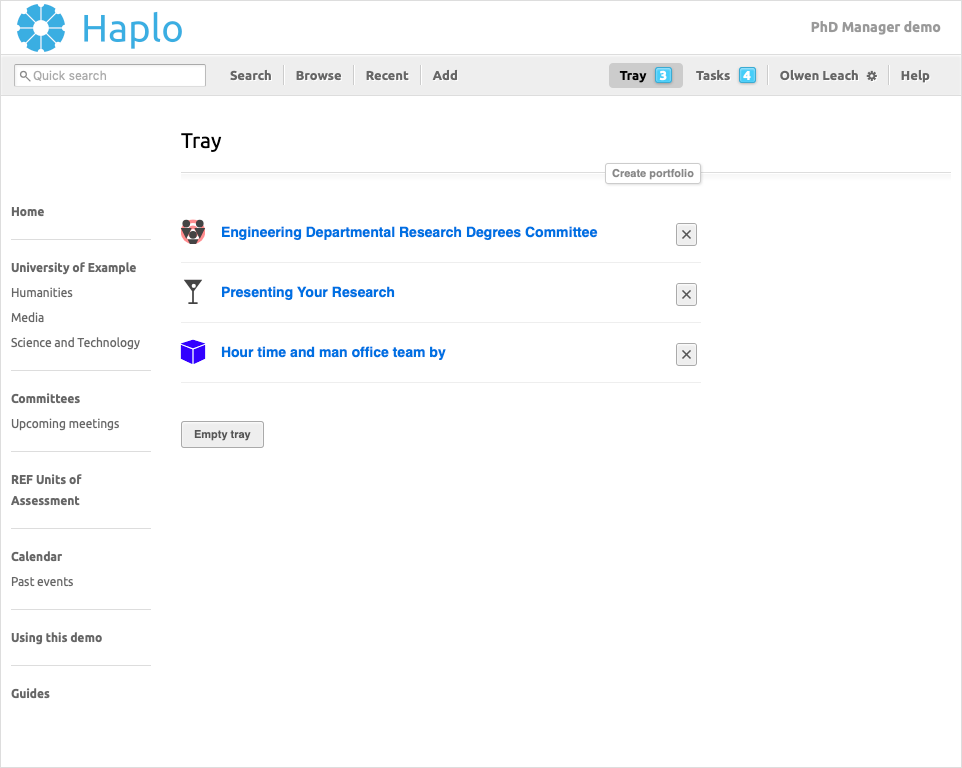 Haplo
PhD Manager demo
Quick search
Search
Browse
Recent
Add
Tray 3
Tasks 4
Olwen Leach
Help
Tray
Create portfolio
Home
University of Example
Humanities
Media
Science and Technology
Committees
Upcoming meetings
REF Units of
Assessment
Calendar
Past events
Using this demo
Guides
Engineering Departmental Research Degrees Committee
Presenting Your Research
Hour time and man office team by
Empty tray